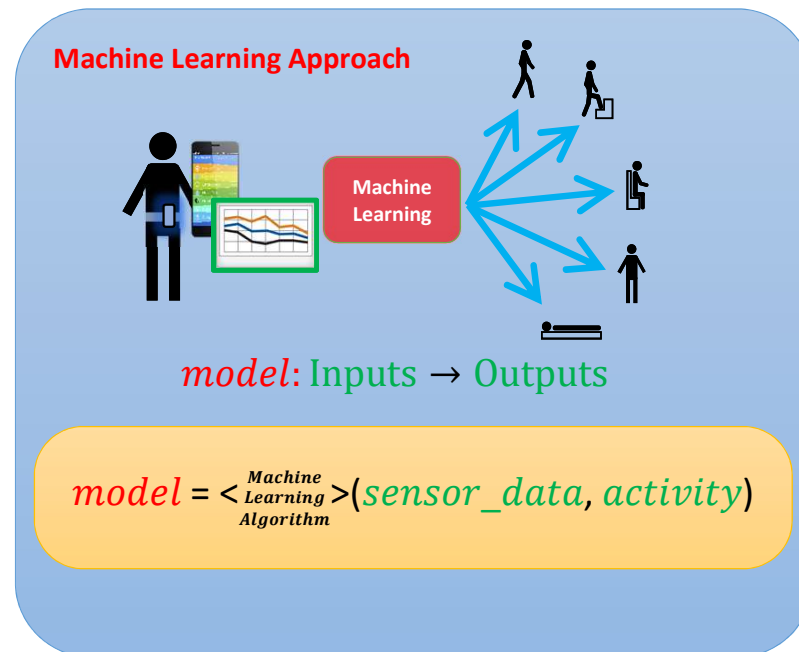 Machine Learning Approach
Machine
Learning
model: Inputs → Outputs
model = <Machine Learning Algorithm>(sensor_data, activity)